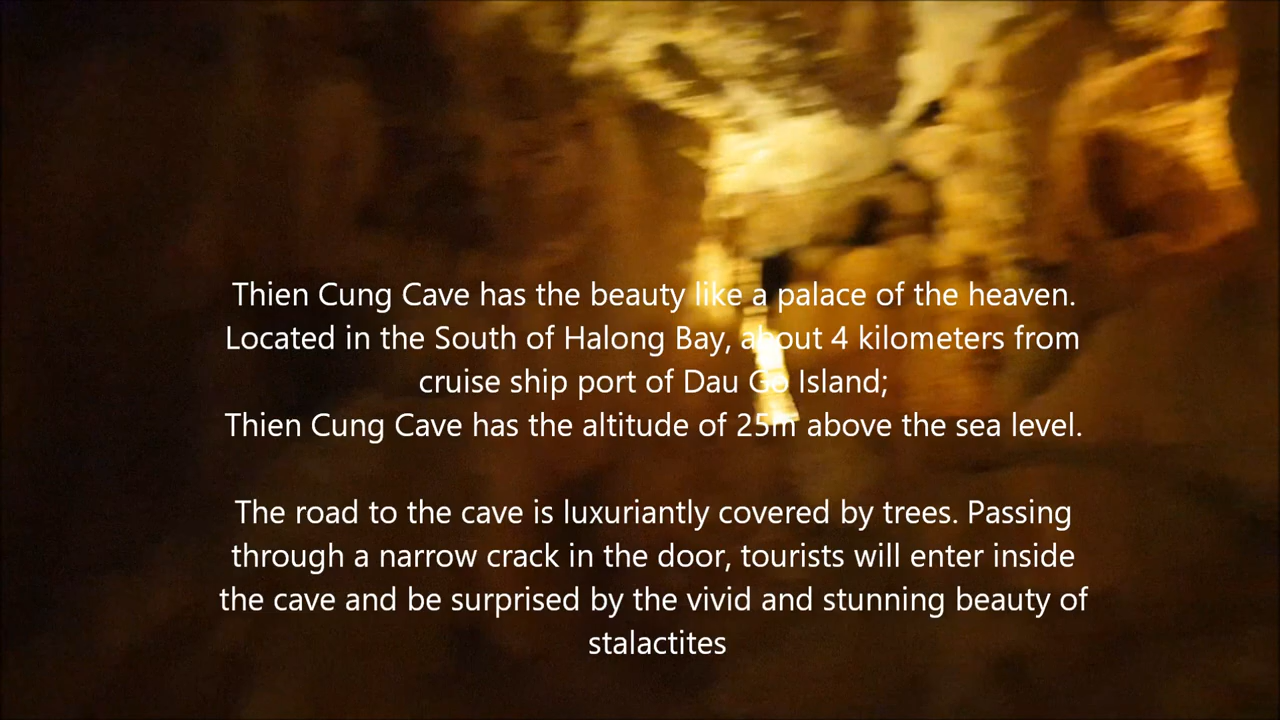 Thien Cung Cave has the beauty like a palace of the heaven.
Located in the South of Halong Bay, about 4 kilometers from
cruise ship port of Dau Go Island;
Thien Cung Cave has the altitude of 25m above the sea level.
The road to the cave is luxuriantly covered by trees. Passing
through a narrow crack in the door, tourists will enter inside
the cave and be surprised by the vivid and stunning beauty of
stalactites